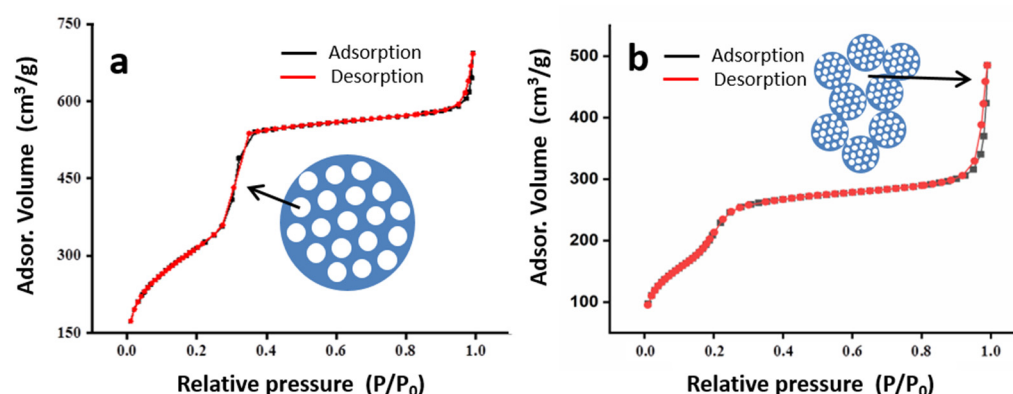 a
Adsorption
Desorption
Adsor. Volume (cm³/g)
750
600
450
300
150
0.0 0.2 0.4 0.6 0.8 1.0
Relative pressure (P/P₀)
b
Adsorption
Desorption
Adsor. Volume (cm³/g)
500
400
300
200
100
0.0 0.2 0.4 0.6 0.8 1.0
Relative pressure (P/P₀)